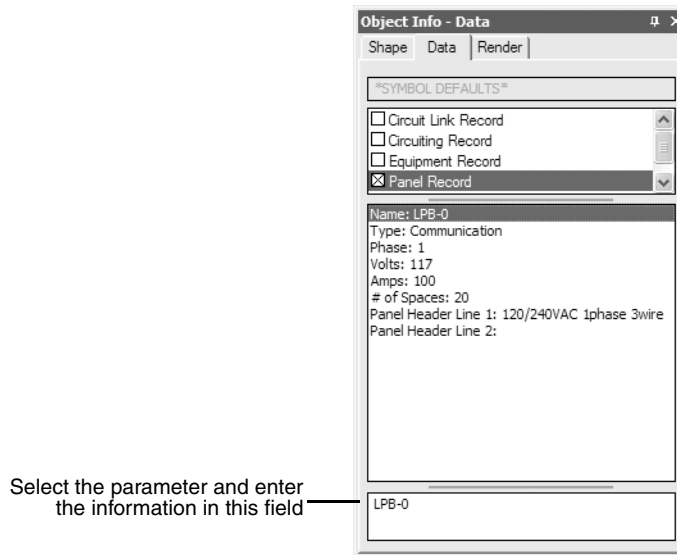 Object Info - Data
Shape Data Render
*SYMBOL DEFAULTS*
Circuit Link Record
Circuiting Record
Equipment Record
Panel Record
Name: LPB-0
Type: Communication
Phase: 1
Volts: 117
Amps: 100
# of Spaces: 20
Panel Header Line 1: 120/240VAC 1phase 3wire
Panel Header Line 2:
Select the parameter and enter
the information in this field
LPB-0